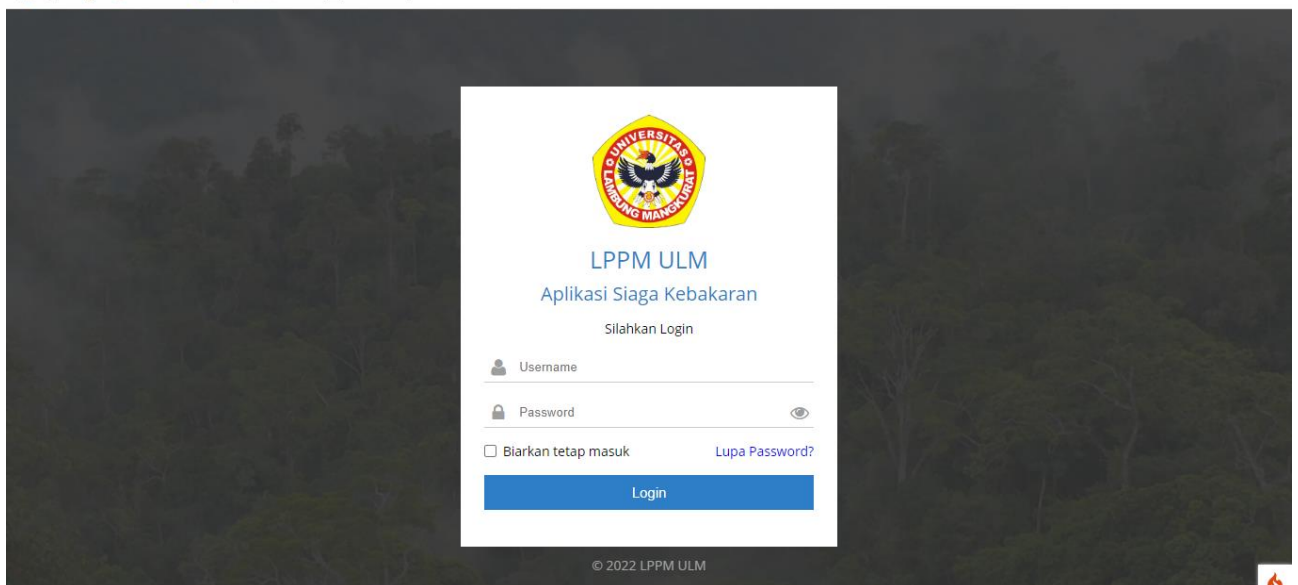 UNIVERSITAS
LAMBUNG MANGKURAT
LPPM ULM
Aplikasi Siaga Kebakaran
Silahkan Login
Username
Password
Biarkan tetap masuk Lupa Password?
Login
© 2022 LPPM ULM